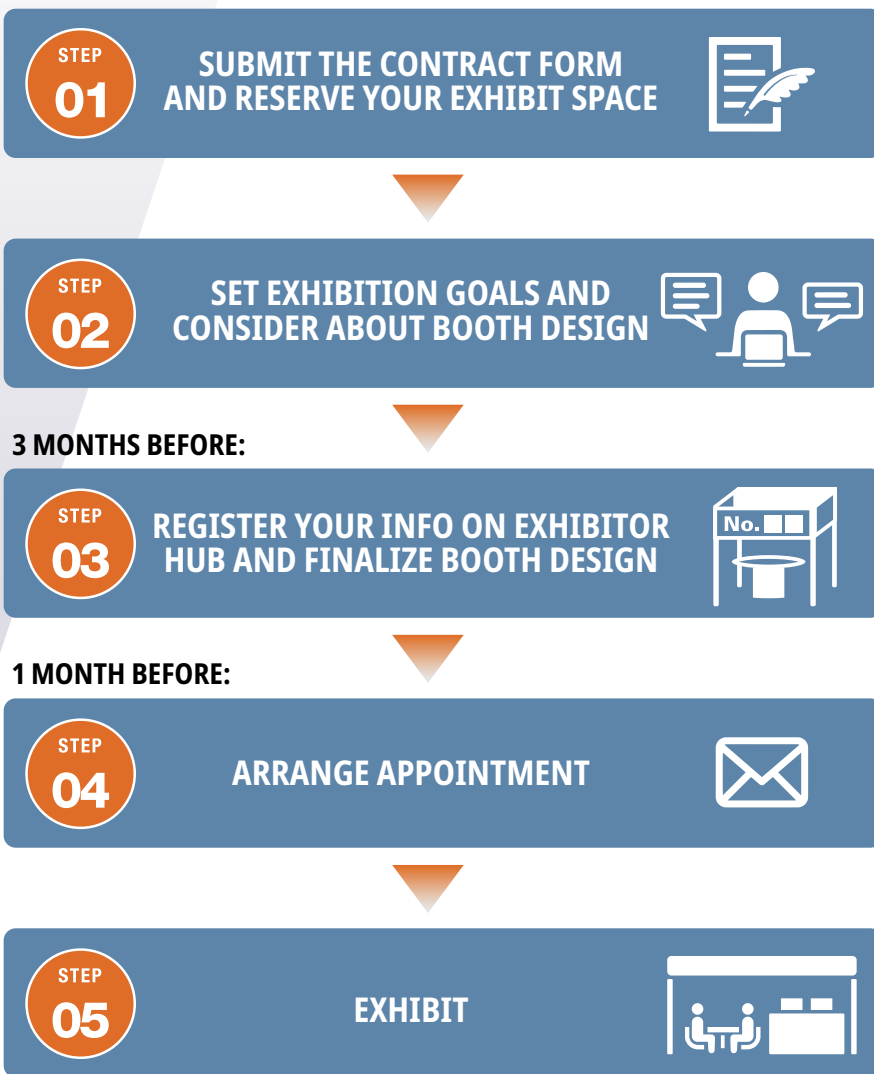 STEP
01
SUBMIT THE CONTRACT FORM
AND RESERVE YOUR EXHIBIT SPACE
STEP
02
SET EXHIBITION GOALS AND
CONSIDER ABOUT BOOTH DESIGN
3 MONTHS BEFORE:
STEP
03
REGISTER YOUR INFO ON EXHIBITOR
HUB AND FINALIZE BOOTH DESIGN
No.
1 MONTH BEFORE:
STEP
04
ARRANGE APPOINTMENT
STEP
05
EXHIBIT